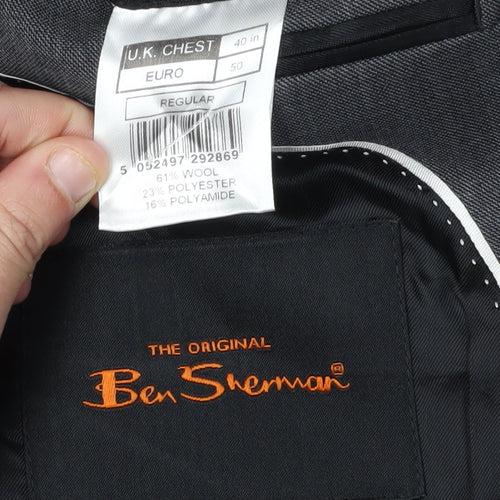 U.K. CHEST 40 in
EURO 50
REGULAR
5 052497 292869
61% WOOL
23% POLYESTER
16% POLYAMIDE
THE ORIGINAL
Ben Sherman®